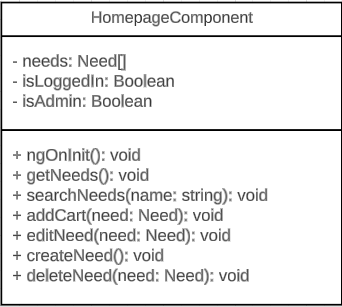 HomepageComponent
- needs: Need[]
- isLoggedIn: Boolean
- isAdmin: Boolean
+ ngOnInit(): void
+ getNeeds(): void
+ searchNeeds(name: string): void
+ addCart(need: Need): void
+ editNeed(need: Need): void
+ createNeed(): void
+ deleteNeed(need: Need): void